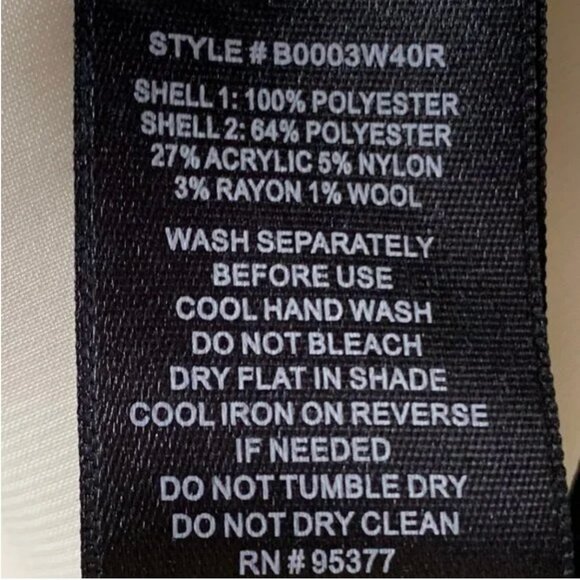 STYLE # B0003W40R
SHELL 1: 100% POLYESTER
SHELL 2: 64% POLYESTER
27% ACRYLIC 5% NYLON
3% RAYON 1% WOOL
WASH SEPARATELY
BEFORE USE
COOL HAND WASH
DO NOT BLEACH
DRY FLAT IN SHADE
COOL IRON ON REVERSE
IF NEEDED
DO NOT TUMBLE DRY
DO NOT DRY CLEAN
RN # 95377